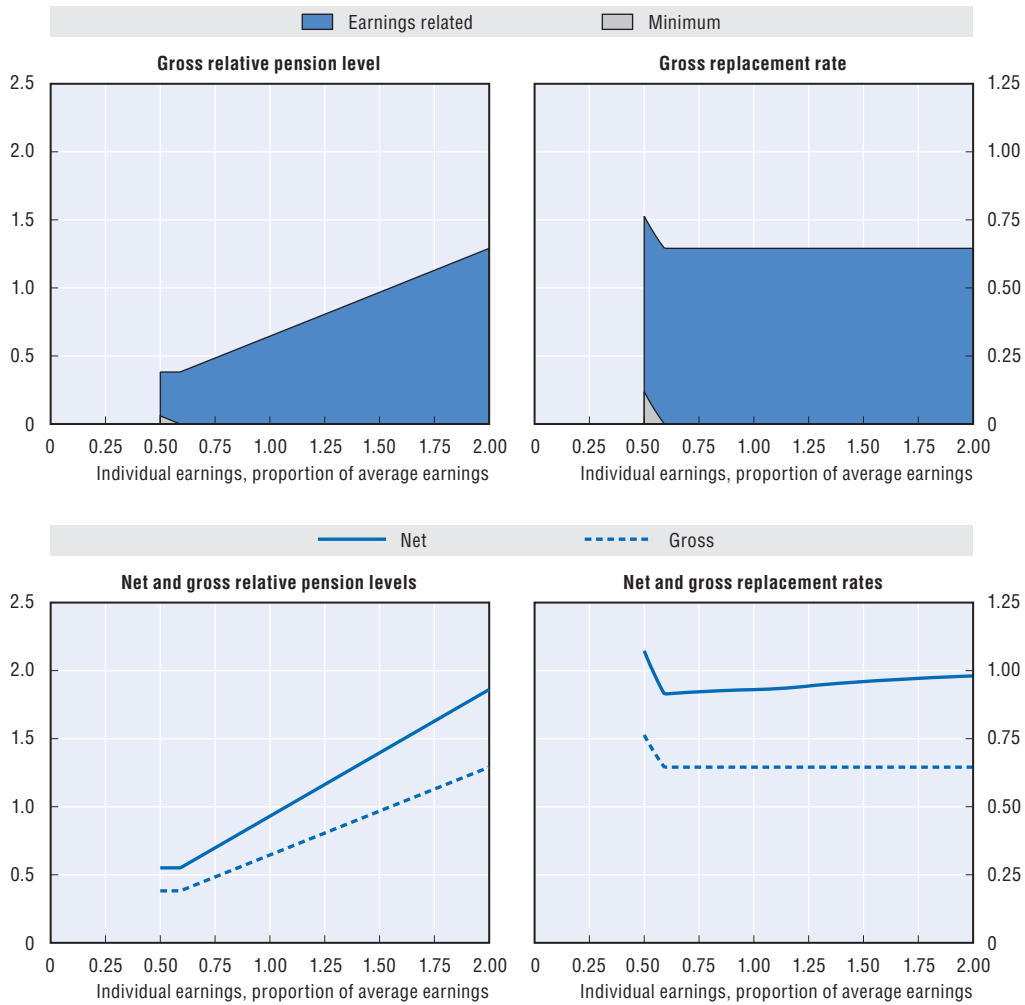 Earnings related Minimum
Gross relative pension level
2.5
2.0
1.5
1.0
0.5
0
0 0.25 0.50 0.75 1.00 1.25 1.50 1.75 2.00
Individual earnings, proportion of average earnings
Gross replacement rate
1.25
1.00
0.75
0.50
0.25
0
0 0.25 0.50 0.75 1.00 1.25 1.50 1.75 2.00
Individual earnings, proportion of average earnings
Net Gross
Net and gross relative pension levels
2.5
2.0
1.5
1.0
0.5
0
0 0.25 0.50 0.75 1.00 1.25 1.50 1.75 2.00
Individual earnings, proportion of average earnings
Net and gross replacement rates
1.25
1.00
0.75
0.50
0.25
0
0 0.25 0.50 0.75 1.00 1.25 1.50 1.75 2.00
Individual earnings, proportion of average earnings